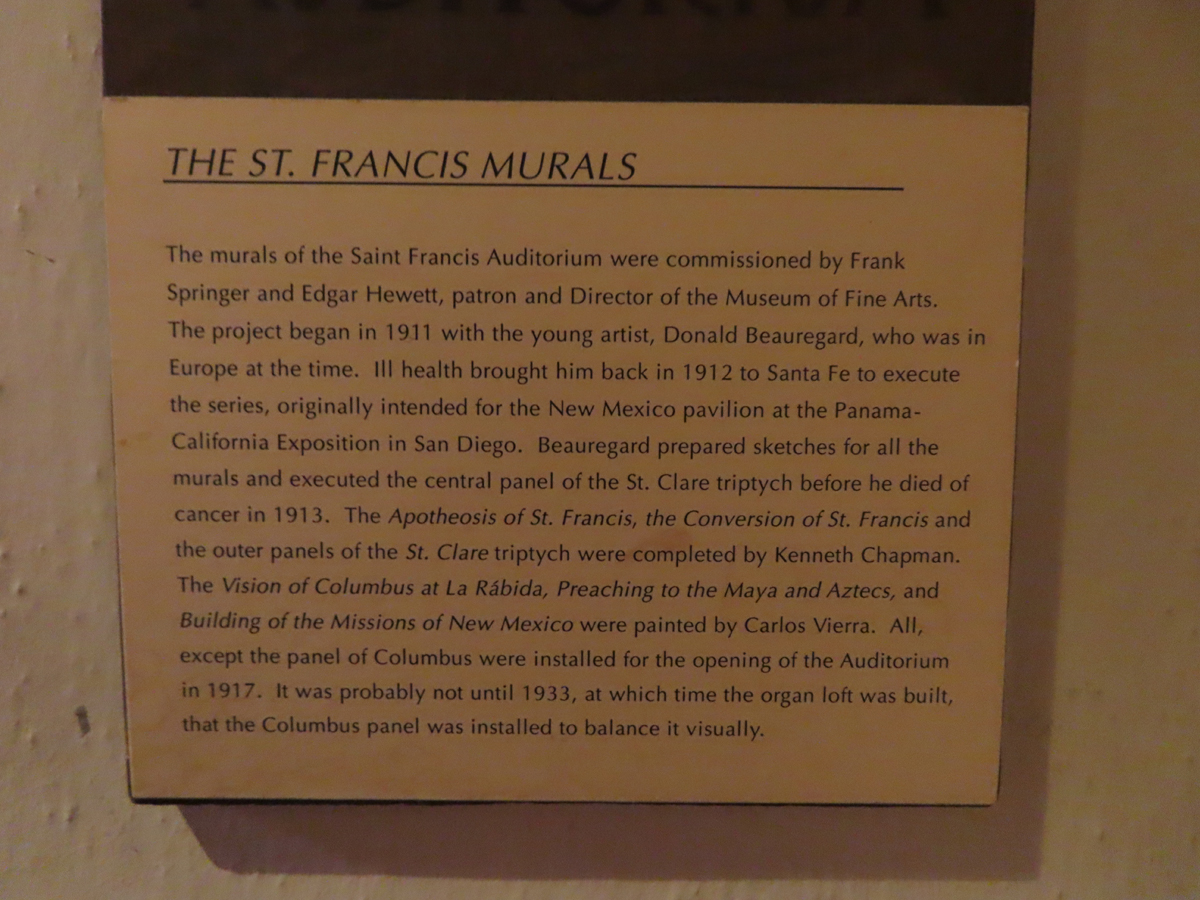 AUDITORIUM
THE ST. FRANCIS MURALS
The murals of the Saint Francis Auditorium were commissioned by Frank
Springer and Edgar Hewett, patron and Director of the Museum of Fine Arts.
The project began in 1911 with the young artist, Donald Beauregard, who was in
Europe at the time.  Ill health brought him back in 1912 to Santa Fe to execute
the series, originally intended for the New Mexico pavilion at the Panama-
California Exposition in San Diego.  Beauregard prepared sketches for all the
murals and executed the central panel of the St. Clare triptych before he died of
cancer in 1913.  The Apotheosis of St. Francis, the Conversion of St. Francis and
the outer panels of the St. Clare triptych were completed by Kenneth Chapman.
The Vision of Columbus at La Rábida, Preaching to the Maya and Aztecs, and
Building of the Missions of New Mexico were painted by Carlos Vierra.  All,
except the panel of Columbus were installed for the opening of the Auditorium
in 1917.  It was probably not until 1933, at which time the organ loft was built,
that the Columbus panel was installed to balance it visually.